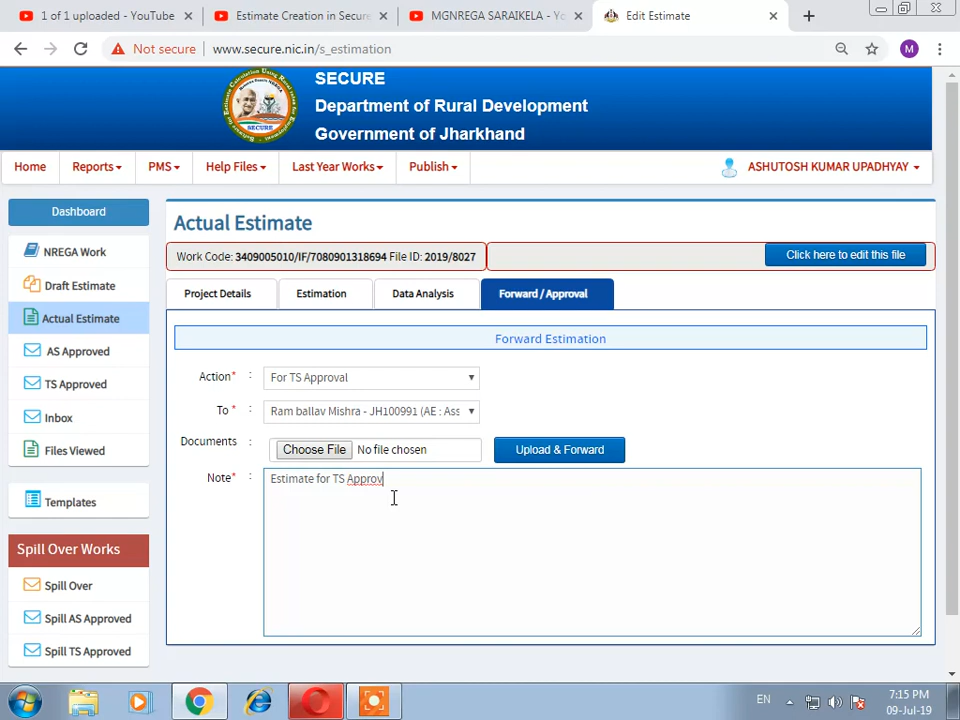 1 of 1 uploaded - YouTube
Estimate Creation in Secure
MGNREGA SARAIKELA - Yo
Edit Estimate
Not secure
www.secure.nic.in/s_estimation
M
SECURE
Department of Rural Development
Government of Jharkhand
Home
Reports
PMS
Help Files
Last Year Works
Publish
ASHUTOSH KUMAR UPADHYAY
Dashboard
NREGA Work
Draft Estimate
Actual Estimate
AS Approved
TS Approved
Inbox
Files Viewed
Templates
Spill Over Works
Spill Over
Spill AS Approved
Spill TS Approved
Actual Estimate
Work Code: 3409005010/IF/7080901318694 File ID: 2019/8027
Click here to edit this file
Project Details
Estimation
Data Analysis
Forward / Approval
Forward Estimation
Action* : For TS Approval
To * : Ram ballav Mishra - JH100991 (AE : Ass
Documents : Choose File No file chosen Upload & Forward
Note* : Estimate for TS Approv
EN
7:15 PM
09-Jul-19